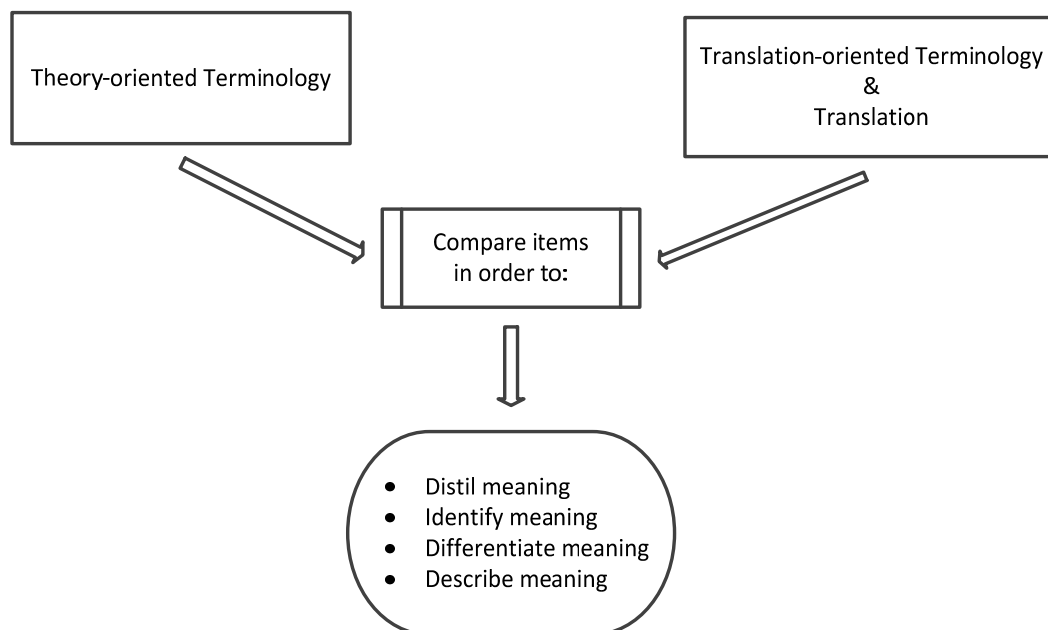 Theory-oriented Terminology
Translation-oriented Terminology
&
Translation
Compare items
in order to:
• Distil meaning
• Identify meaning
• Differentiate meaning
• Describe meaning